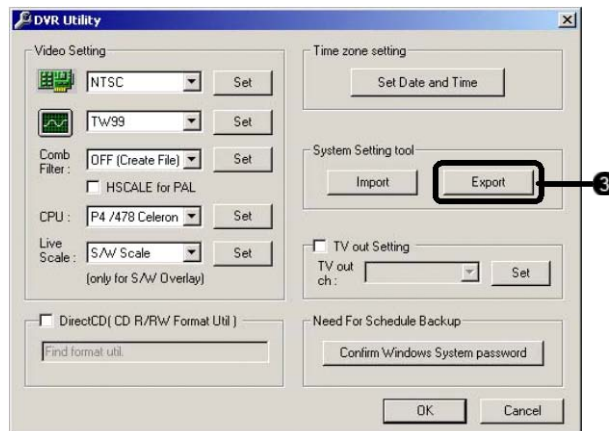 DVR Utility
Video Setting
NTSC Set
TW99 Set
Comb
Filter : OFF (Create File) Set
HSCALE for PAL
CPU : P4 /478 Celeron Set
Live
Scale : S/W Scale Set
(only for S/W Overlay)
DirectCD( CD R/RW Format Util )
Find format util.
Time zone setting
Set Date and Time
System Setting tool
Import Export
3
TV out Setting
TV out
ch : Set
Need For Schedule Backup
Confirm Windows System password
OK Cancel